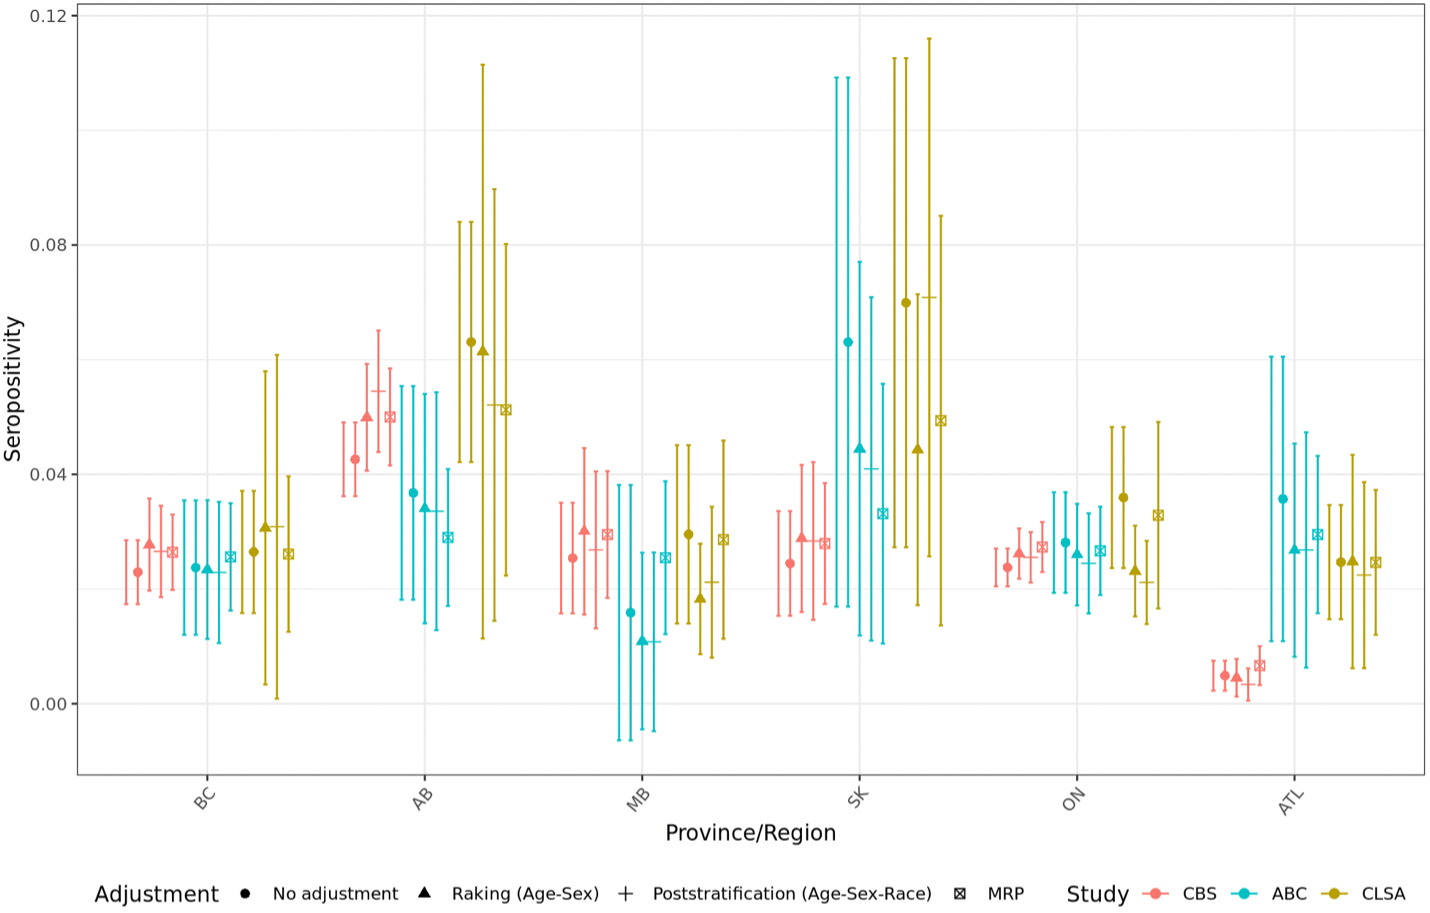 0.12
0.08
0.04
0.00
Seropositivity
BC
AB
MB
SK
ON
ATL
Province/Region
Adjustment No adjustment Raking (Age-Sex) Poststratification (Age-Sex-Race) MRP Study CBS ABC CLSA